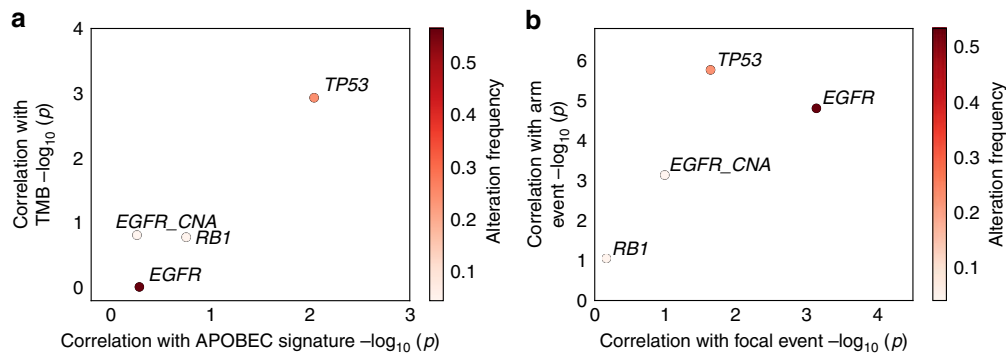 a
Correlation with
TMB –log10 (p)
4
3
2
1
0
TP53
EGFR_CNA
RB1
EGFR
0
1
2
3
Correlation with APOBEC signature –log10 (p)
0.5
0.4
0.3
0.2
0.1
Alteration frequency
b
Correlation with arm
event –log10 (p)
6
5
4
3
2
1
0
TP53
EGFR
EGFR_CNA
RB1
0
1
2
3
4
Correlation with focal event –log10 (p)
0.5
0.4
0.3
0.2
0.1
Alteration frequency